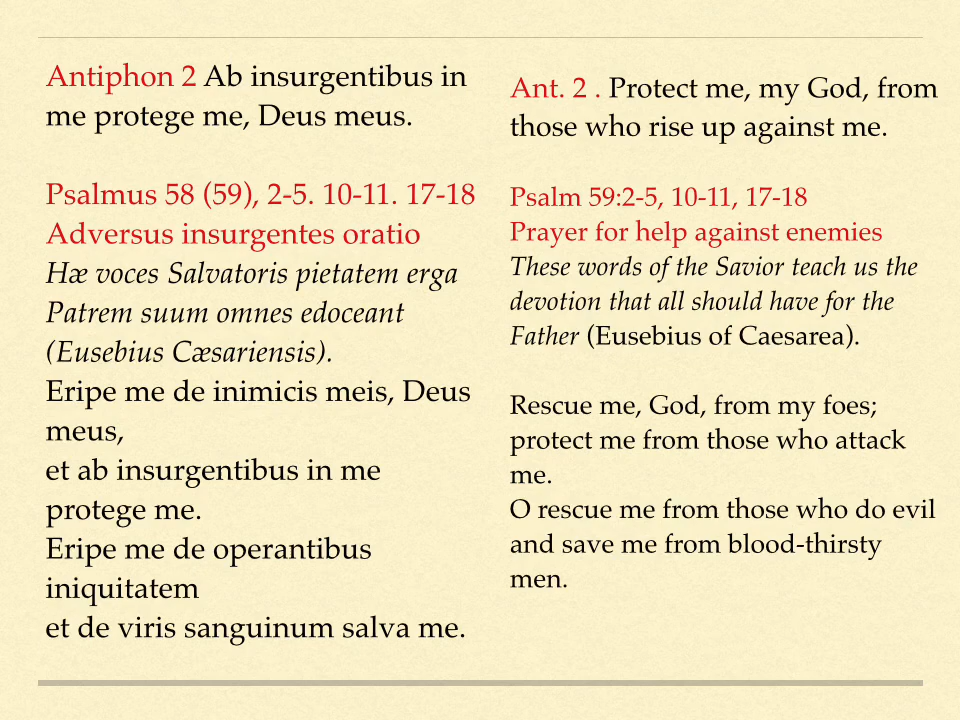 Antiphon 2 Ab insurgentibus in
me protege me, Deus meus.
Psalmus 58 (59), 2-5. 10-11. 17-18
Adversus insurgentes oratio
Hæ voces Salvatoris pietatem erga
Patrem suum omnes edoceant
(Eusebius Cæsariensis).
Eripe me de inimicis meis, Deus
meus,
et ab insurgentibus in me
protege me.
Eripe me de operantibus
iniquitatem
et de viris sanguinum salva me.
Ant. 2 . Protect me, my God, from
those who rise up against me.
Psalm 59:2-5, 10-11, 17-18
Prayer for help against enemies
These words of the Savior teach us the
devotion that all should have for the
Father (Eusebius of Caesarea).
Rescue me, God, from my foes;
protect me from those who attack
me.
O rescue me from those who do evil
and save me from blood-thirsty
men.